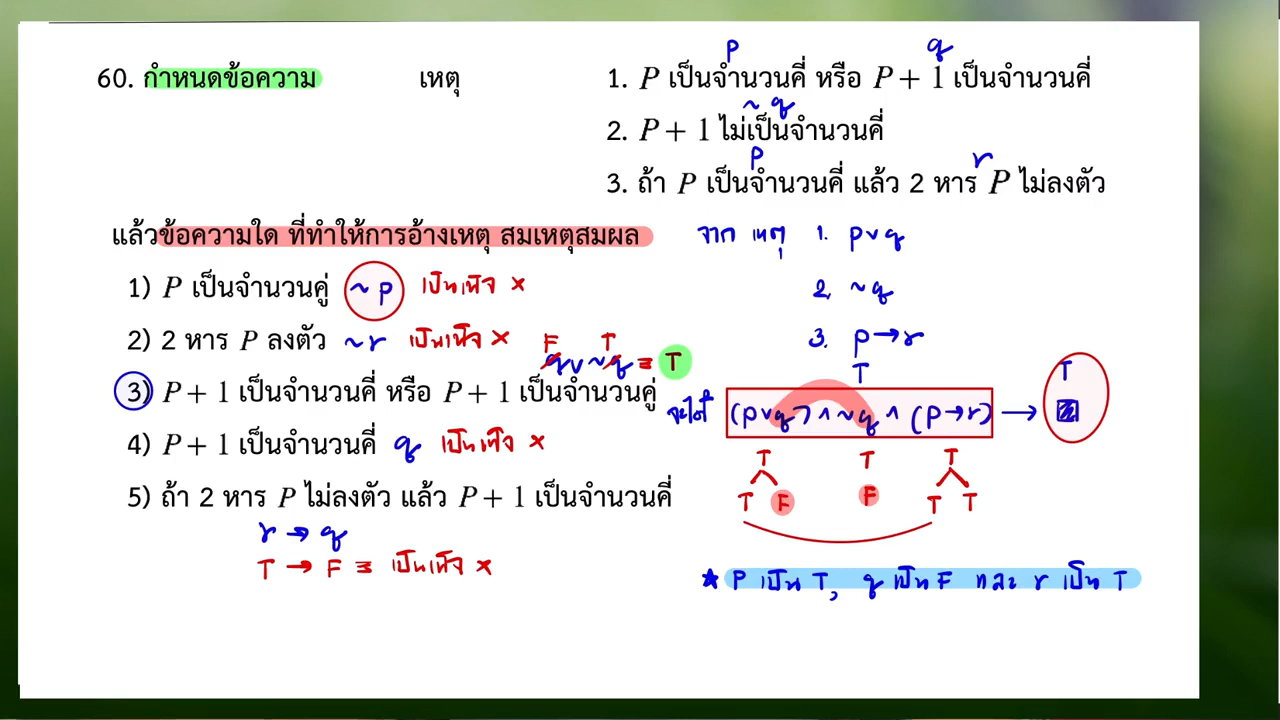 60. กำหนดข้อความ เหตุ 1. P เป็นจำนวนคี่ หรือ P + 1 เป็นจำนวนคี่
p q
2. P + 1 ไม่เป็นจำนวนคี่
~q
3. ถ้า P เป็นจำนวนคี่ แล้ว 2 หาร P ไม่ลงตัว
p r
แล้วข้อความใด ที่ทำให้การอ้างเหตุ สมเหตุสมผล
1) P เป็นจำนวนคู่ ~p เป็นเท็จ ×
2) 2 หาร P ลงตัว ~r เป็นเท็จ ×
F T
q∨~q ≡ T
3) P + 1 เป็นจำนวนคี่ หรือ P + 1 เป็นจำนวนคู่
4) P + 1 เป็นจำนวนคี่ q เป็นเท็จ ×
5) ถ้า 2 หาร P ไม่ลงตัว แล้ว P + 1 เป็นจำนวนคี่
r → q
T → F ≡ เป็นเท็จ ×
จาก เหตุ 1. p∨q
2. ~q
3. p→r
T T
จะได้ (p∨q) ∧ ~q ∧ (p→r) →
T T T
T F F T T
* p เป็น T, q เป็น F และ r เป็น T